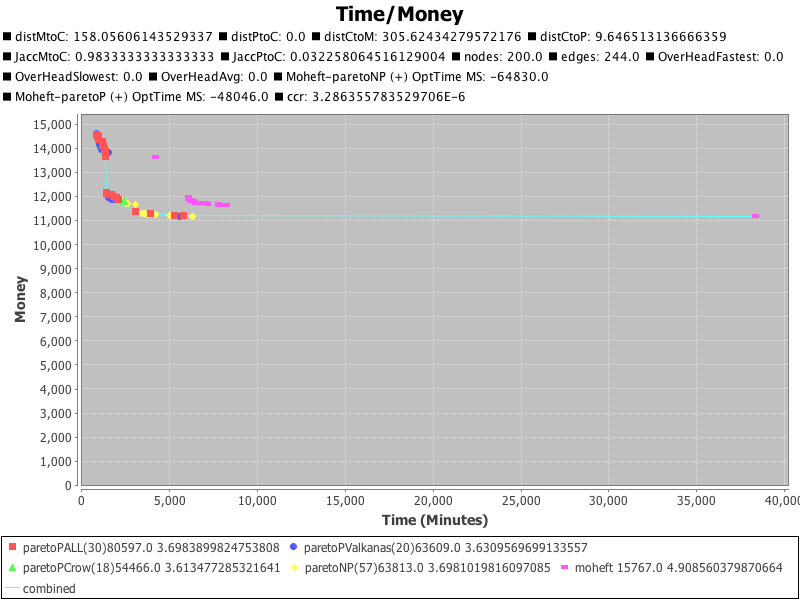 Time/Money
distMtoC: 158.05606143529337 distPtoC: 0.0 distCtoM: 305.62434279572176 distCtoP: 9.646513136666359
JaccMtoC: 0.9833333333333333 JaccPtoC: 0.032258064516129004 nodes: 200.0 edges: 244.0 OverHeadFastest: 0.0
OverHeadSlowest: 0.0 OverHeadAvg: 0.0 Moheft-paretoNP (+) OptTime MS: -64830.0
Moheft-paretoP (+) OptTime MS: -48046.0 ccr: 3.286355783529706E-6
15,000
14,000
13,000
12,000
11,000
10,000
9,000
8,000
7,000
6,000
5,000
4,000
3,000
2,000
1,000
0
Money
0 5,000 10,000 15,000 20,000 25,000 30,000 35,000 40,000
Time (Minutes)
paretoPALL(30)80597.0 3.6983899824753808 paretoPValkanas(20)63609.0 3.6309569699133557
paretoPCrow(18)54466.0 3.613477285321641 paretoNP(57)63813.0 3.6981019816097085 moheft 15767.0 4.908560379870664
combined